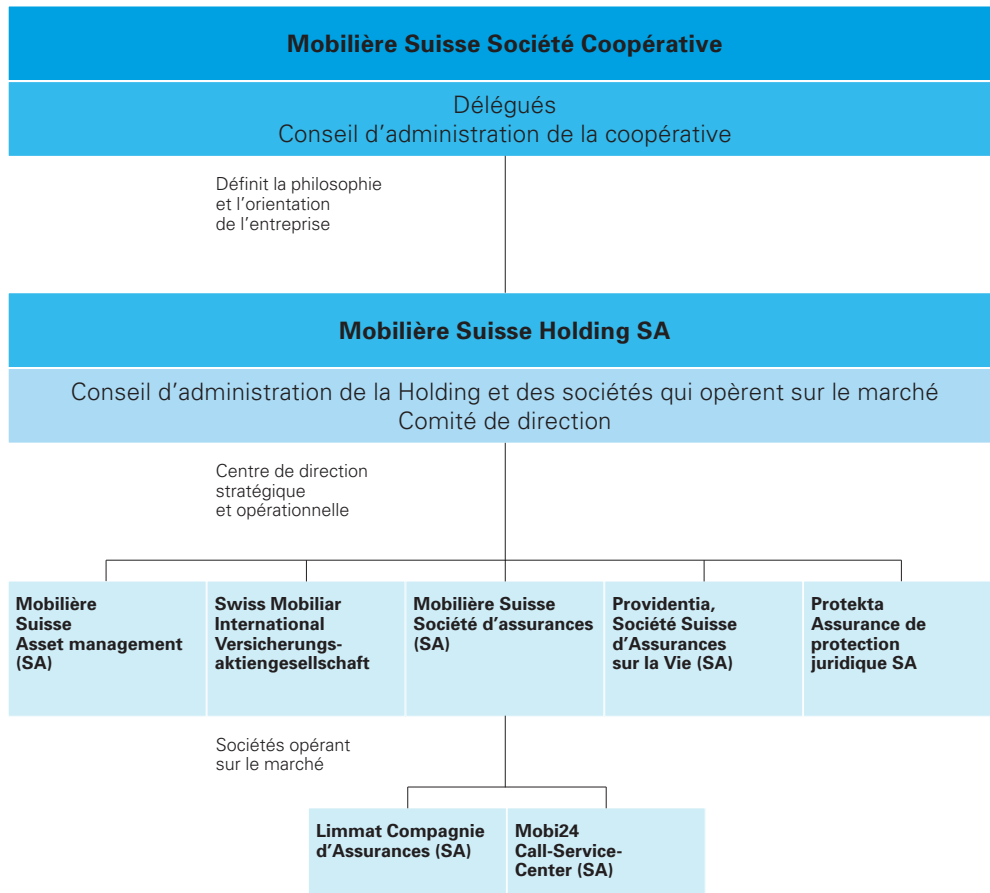 Mobilière Suisse Société Coopérative
Délégués
Conseil d'administration de la coopérative
Définit la philosophie
et l'orientation
de l'entreprise
Mobilière Suisse Holding SA
Conseil d'administration de la Holding et des sociétés qui opèrent sur le marché
Comité de direction
Centre de direction
stratégique
et opérationnelle
Mobilière
Suisse
Asset management
(SA)
Swiss Mobiliar
International
Versicherungs-
aktiengesellschaft
Mobilière Suisse
Société d'assurances
(SA)
Providentia,
Société Suisse
d'Assurances
sur la Vie (SA)
Protekta
Assurance de
protection
juridique SA
Sociétés opérant
sur le marché
Limmat Compagnie
d'Assurances (SA)
Mobi24
Call-Service-
Center (SA)